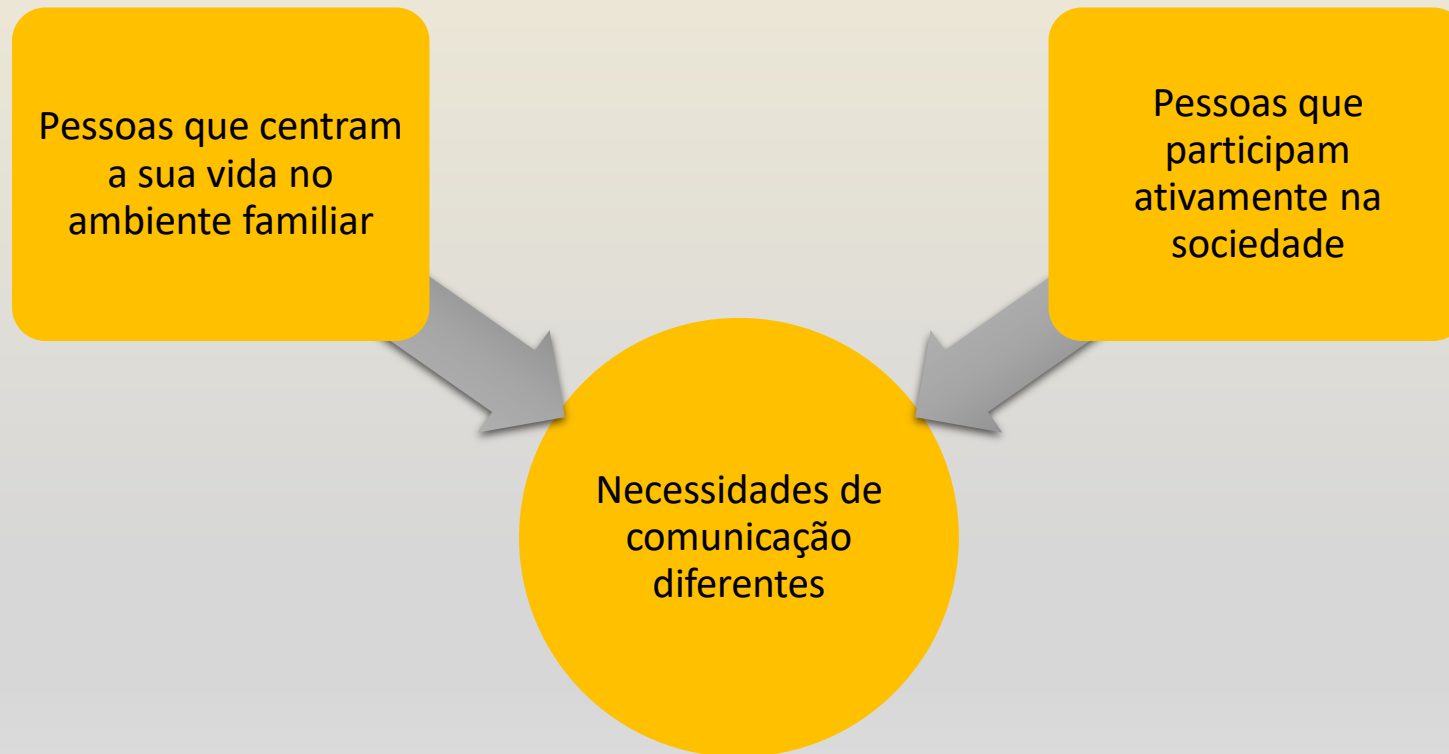 Pessoas que centram
a sua vida no
ambiente familiar
Pessoas que
participam
ativamente na
sociedade
Necessidades de
comunicação
diferentes